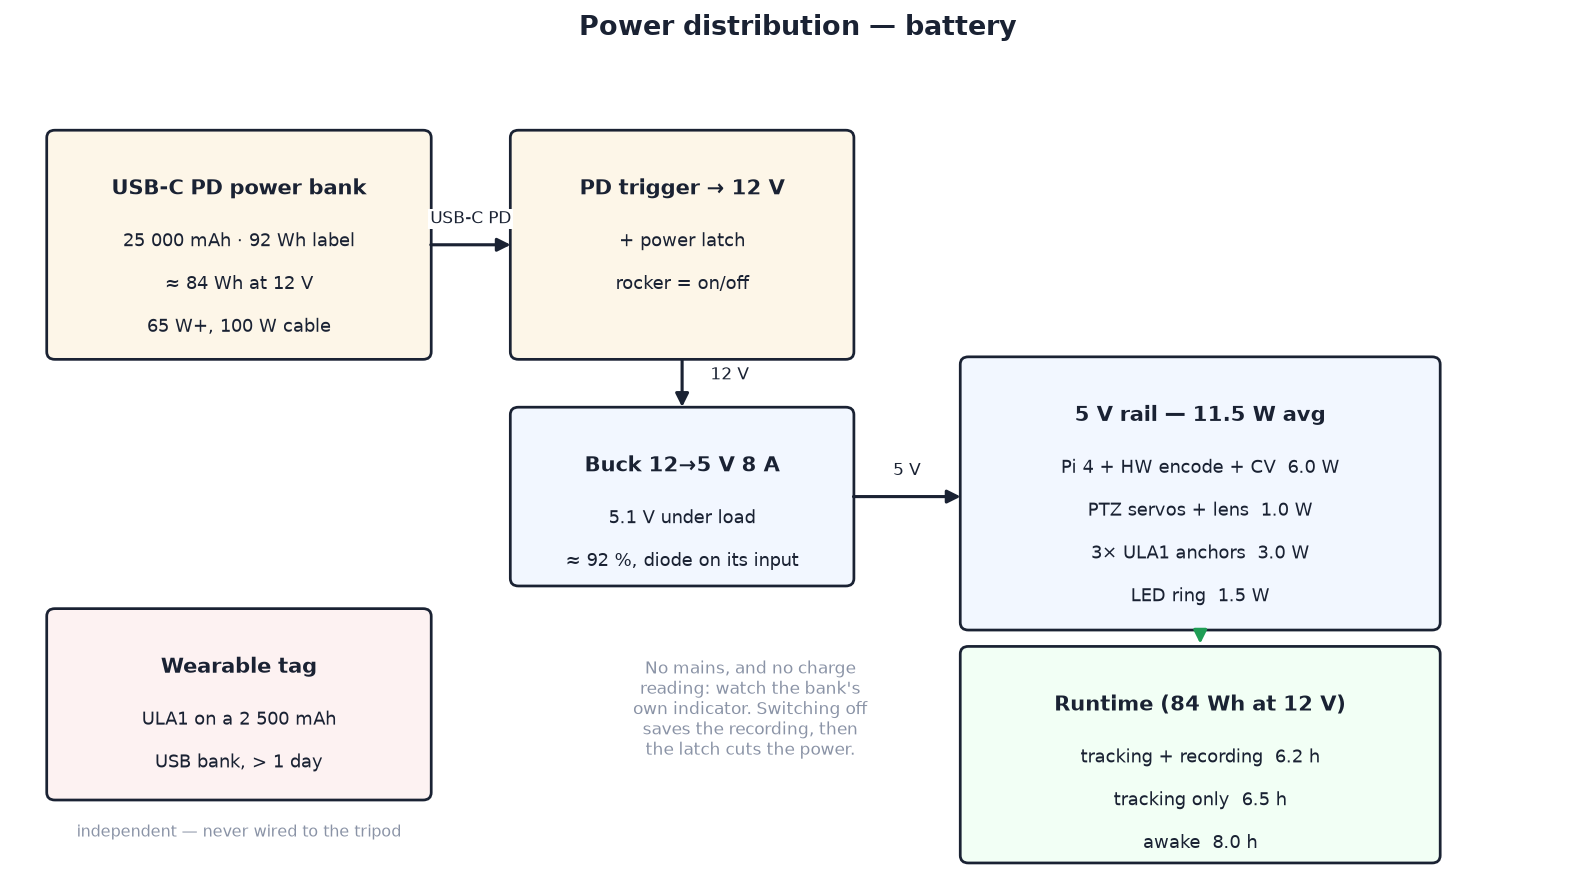 Power distribution — battery
USB-C PD power bank
25 000 mAh · 92 Wh label
≈ 84 Wh at 12 V
65 W+, 100 W cable
USB-C PD
PD trigger → 12 V
+ power latch
rocker = on/off
12 V
Buck 12→5 V 8 A
5.1 V under load
≈ 92 %, diode on its input
5 V
5 V rail — 11.5 W avg
Pi 4 + HW encode + CV  6.0 W
PTZ servos + lens  1.0 W
3× ULA1 anchors  3.0 W
LED ring  1.5 W
Wearable tag
ULA1 on a 2 500 mAh
USB bank, > 1 day
independent — never wired to the tripod
No mains, and no charge
reading: watch the bank's
own indicator. Switching off
saves the recording, then
the latch cuts the power.
Runtime (84 Wh at 12 V)
tracking + recording  6.2 h
tracking only  6.5 h
awake  8.0 h